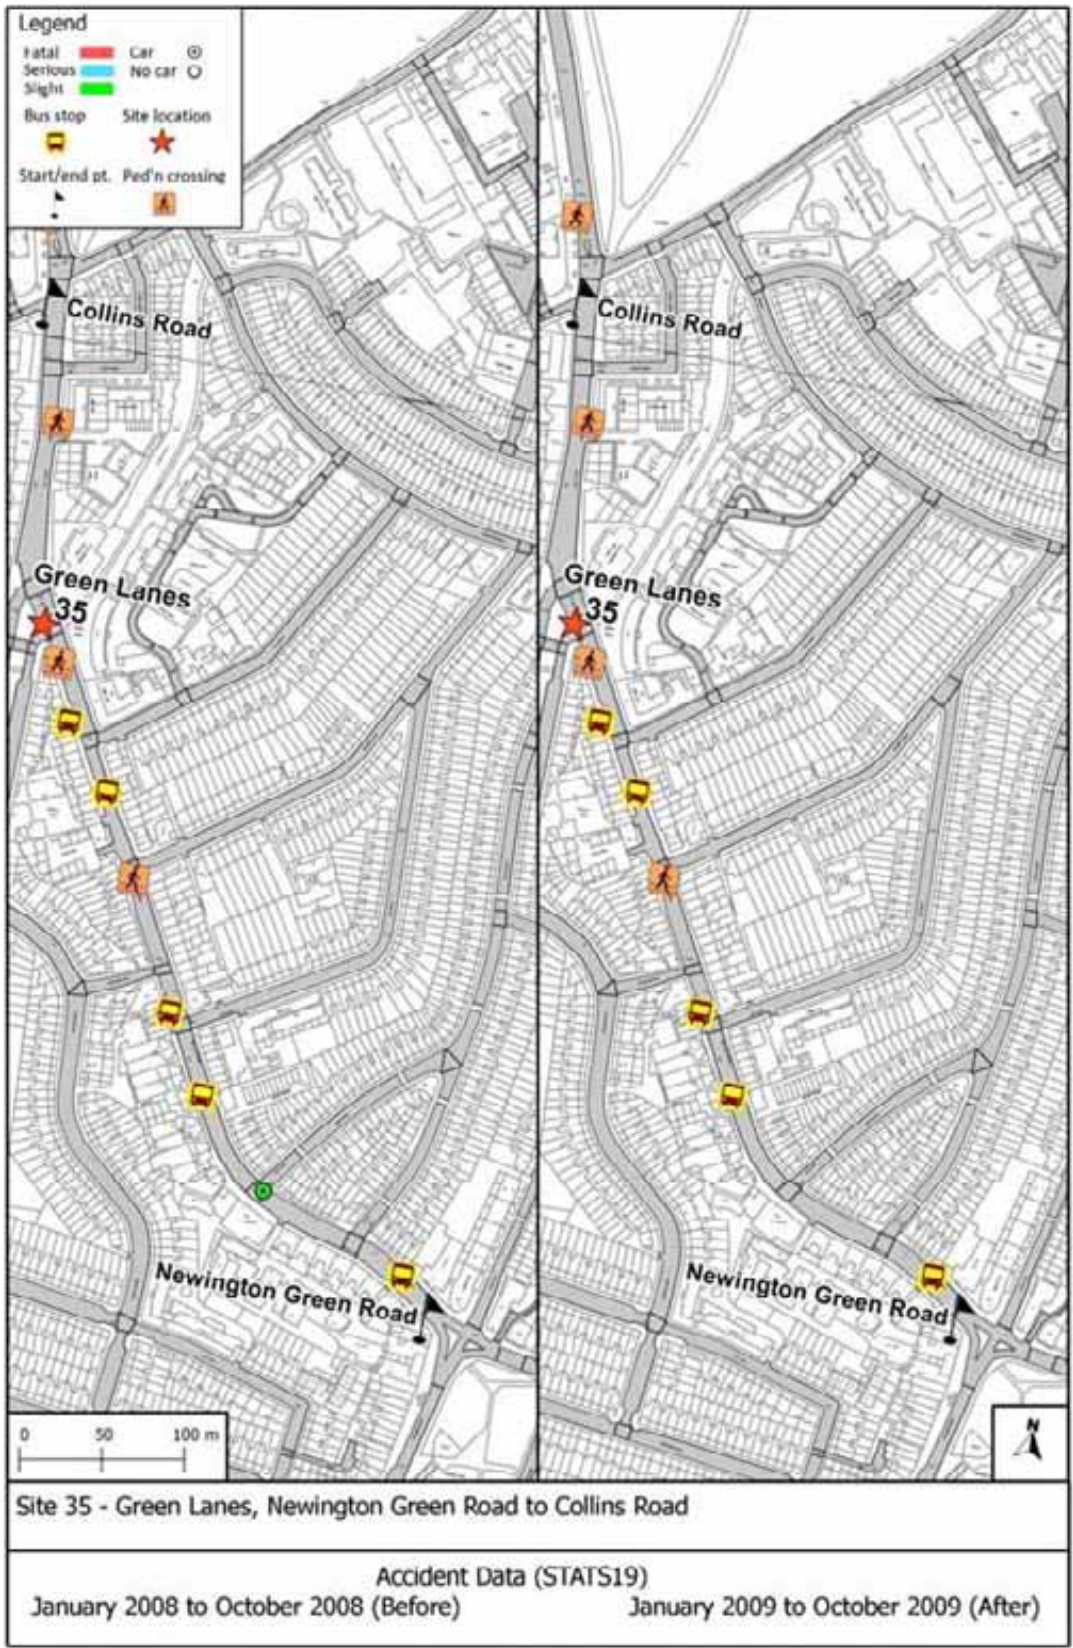 Legend
Fatal Car
Serious No car
Slight
Bus stop Site location
Start/end pt. Ped'n crossing
Collins Road
Collins Road
Green Lanes
35
Green Lanes
35
Newington Green Road
Newington Green Road
0 50 100 m
N
Site 35 - Green Lanes, Newington Green Road to Collins Road
Accident Data (STATS19)
January 2008 to October 2008 (Before) January 2009 to October 2009 (After)